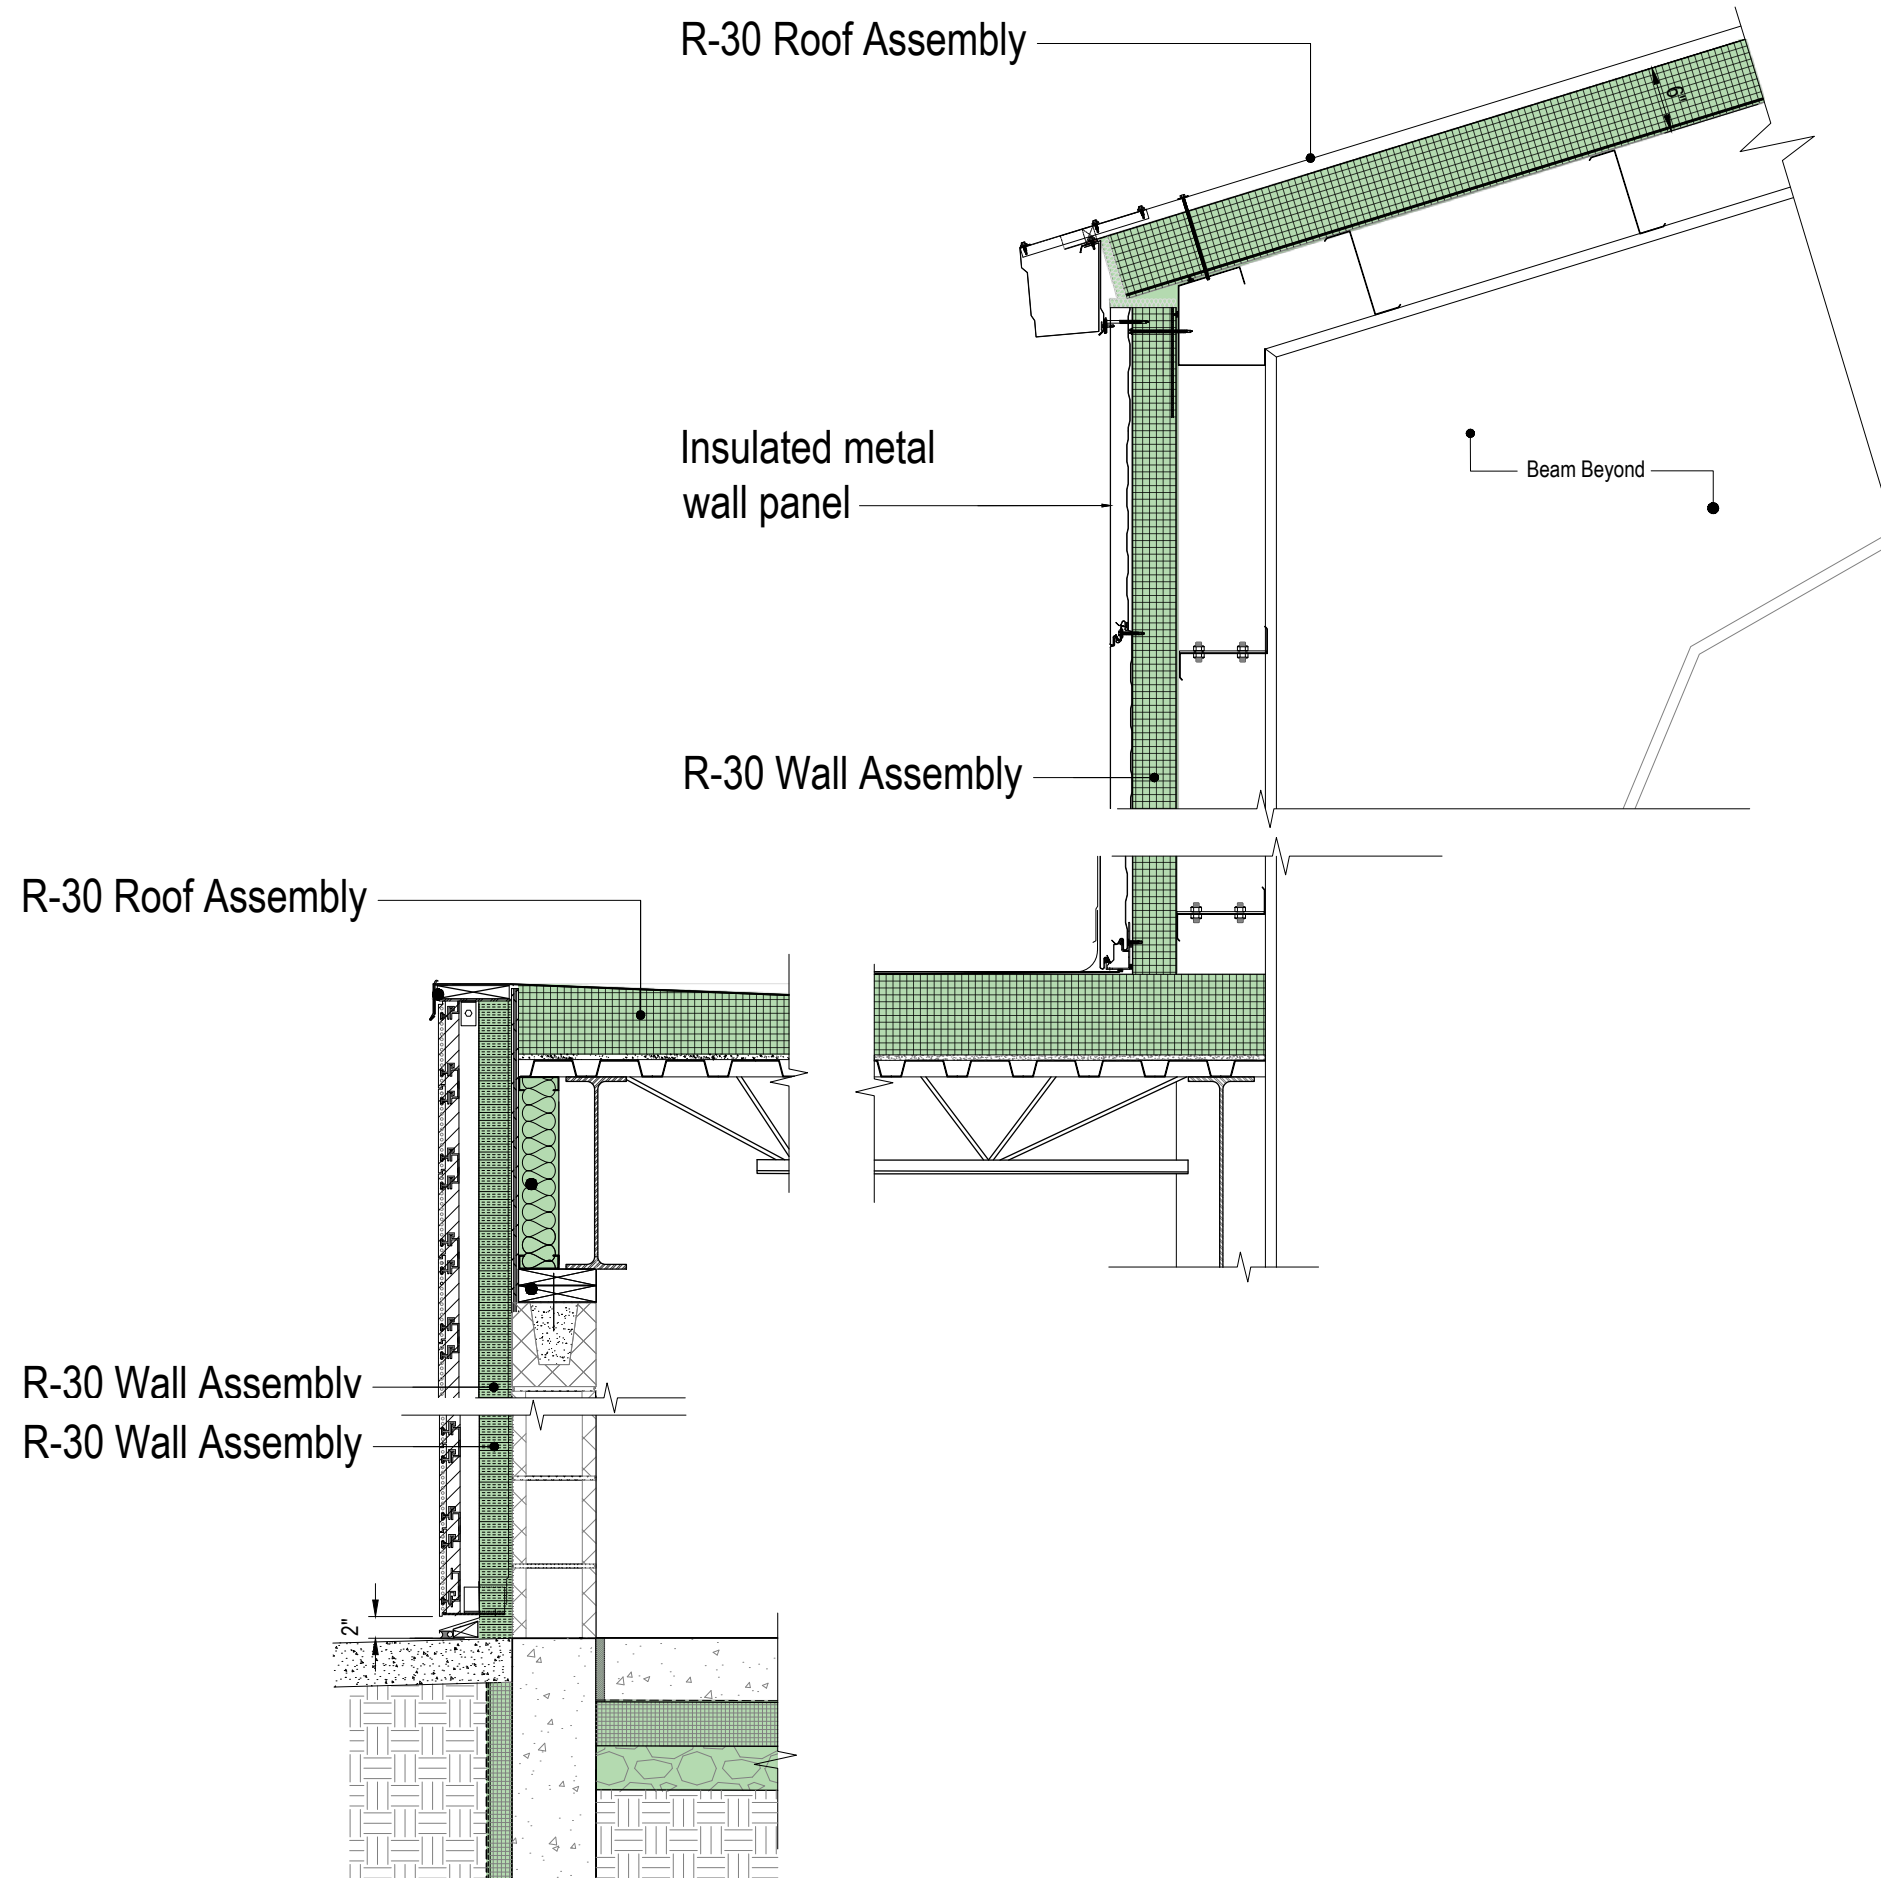 R-30 Roof Assembly
6"
Insulated metal
wall panel
Beam Beyond
R-30 Wall Assembly
R-30 Roof Assembly
R-30 Wall Assembly
R-30 Wall Assembly
2"